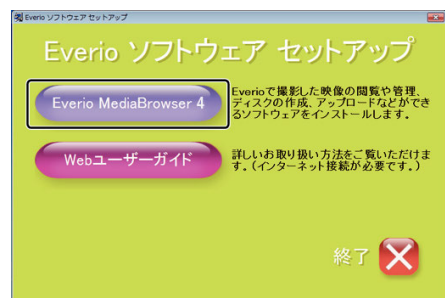 Everio ソフトウェア セットアップ
Everio ソフトウェア セットアップ
Everio MediaBrowser 4
Everioで撮影した映像の閲覧や管理、
ディスクの作成、アップロードなどができ
るソフトウェアをインストールします。
Webユーザーガイド
詳しいお取り扱い方法をご覧いただけま
す。(インターネット接続が必要です。)
終了